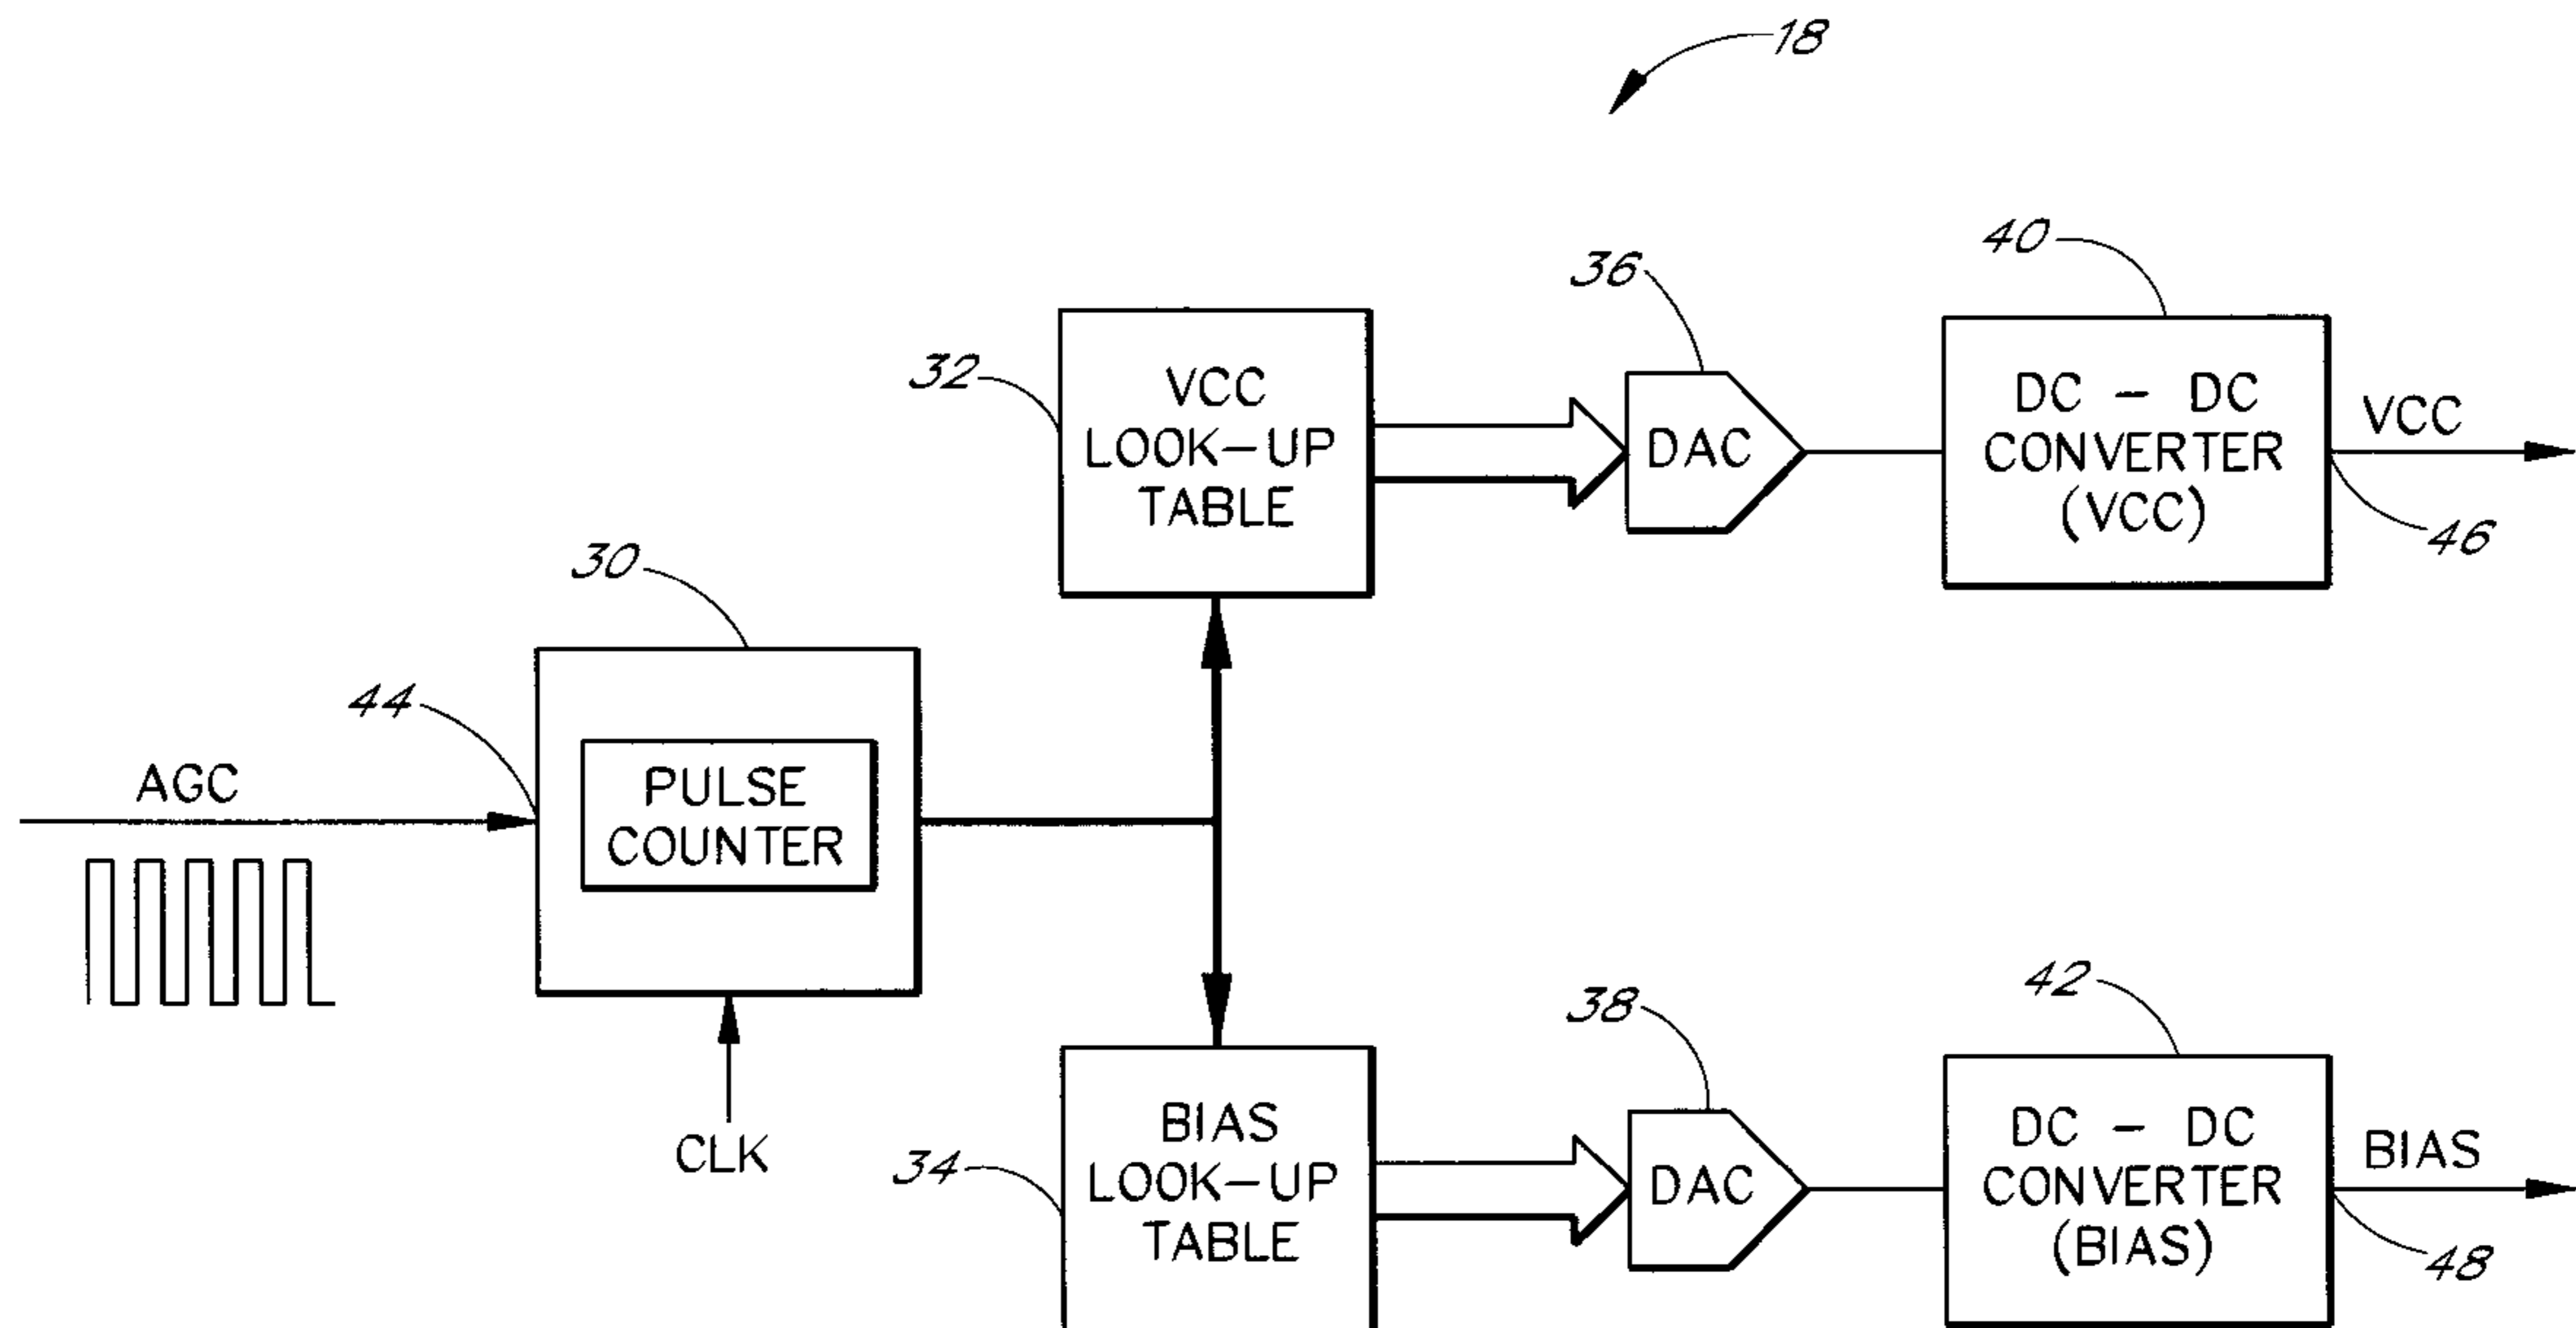 18
40
36
32
VCC
LOOK-UP
TABLE
DAC
DC - DC
CONVERTER
(VCC)
VCC
46
30
44
AGC
PULSE
COUNTER
CLK
42
38
34
BIAS
LOOK-UP
TABLE
DAC
DC - DC
CONVERTER
(BIAS)
BIAS
48